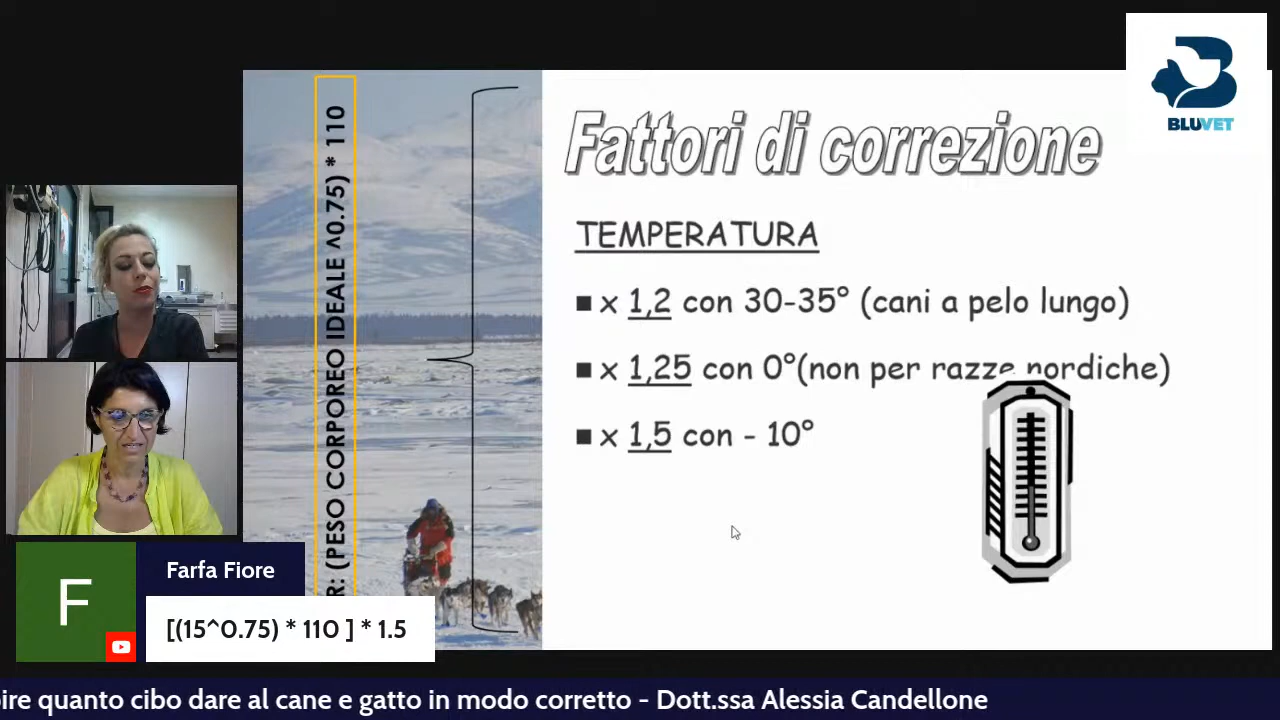 BLUVET
R: (PESO CORPOREO IDEALE ^0.75) * 110
Fattori di correzione
TEMPERATURA
■ x 1,2 con 30-35° (cani a pelo lungo)
■ x 1,25 con 0°(non per razze nordiche)
■ x 1,5 con - 10°
F
Farfa Fiore
[(15^0.75) * 110 ] * 1.5
ire quanto cibo dare al cane e gatto in modo corretto - Dott.ssa Alessia Candellone